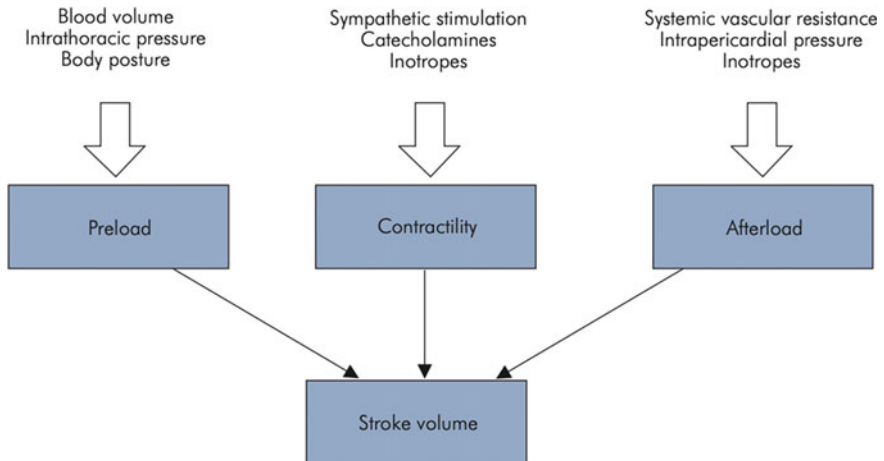 Blood volume
Intrathoracic pressure
Body posture
Sympathetic stimulation
Catecholamines
Inotropes
Systemic vascular resistance
Intrapericardial pressure
Inotropes
Preload
Contractility
Afterload
Stroke volume